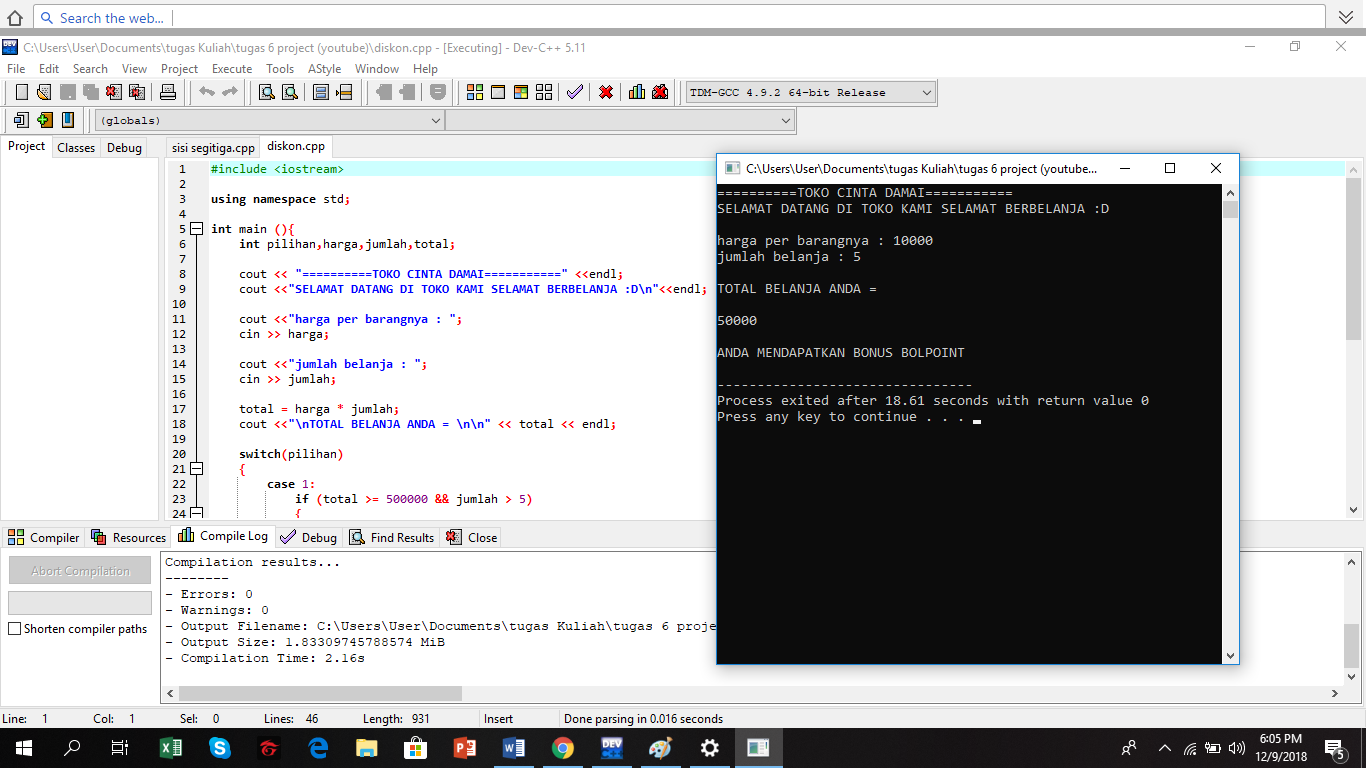 Search the web...
C:\Users\User\Documents\tugas Kuliah\tugas 6 project (youtube)\diskon.cpp - [Executing] - Dev-C++ 5.11
File Edit Search View Project Execute Tools AStyle Window Help
TDM-GCC 4.9.2 64-bit Release
(globals)
Project Classes Debug
sisi segitiga.cpp diskon.cpp
1 #include <iostream>
2
3 using namespace std;
4
5 int main (){
6 int pilihan,harga,jumlah,total;
7
8 cout << "==========TOKO CINTA DAMAI===========" <<endl;
9 cout <<"SELAMAT DATANG DI TOKO KAMI SELAMAT BERBELANJA :D\n"<<endl;
10
11 cout <<"harga per barangnya : ";
12 cin >> harga;
13
14 cout <<"jumlah belanja : ";
15 cin >> jumlah;
16
17 total = harga * jumlah;
18 cout <<"\nTOTAL BELANJA ANDA = \n\n" << total << endl;
19
20 switch(pilihan)
21 {
22 case 1:
23 if (total >= 500000 && jumlah > 5)
24 {
C:\Users\User\Documents\tugas Kuliah\tugas 6 project (youtube...
==========TOKO CINTA DAMAI===========
SELAMAT DATANG DI TOKO KAMI SELAMAT BERBELANJA :D
harga per barangnya : 10000
jumlah belanja : 5
TOTAL BELANJA ANDA =
50000
ANDA MENDAPATKAN BONUS BOLPOINT
--------------------------------
Process exited after 18.61 seconds with return value 0
Press any key to continue . . .
Compiler Resources Compile Log Debug Find Results Close
Abort Compilation
Shorten compiler paths
Compilation results...
--------
- Errors: 0
- Warnings: 0
- Output Filename: C:\Users\User\Documents\tugas Kuliah\tugas 6 proje
- Output Size: 1.83309745788574 MiB
- Compilation Time: 2.16s
Line: 1 Col: 1 Sel: 0 Lines: 46 Length: 931 Insert Done parsing in 0.016 seconds
6:05 PM
12/9/2018
5